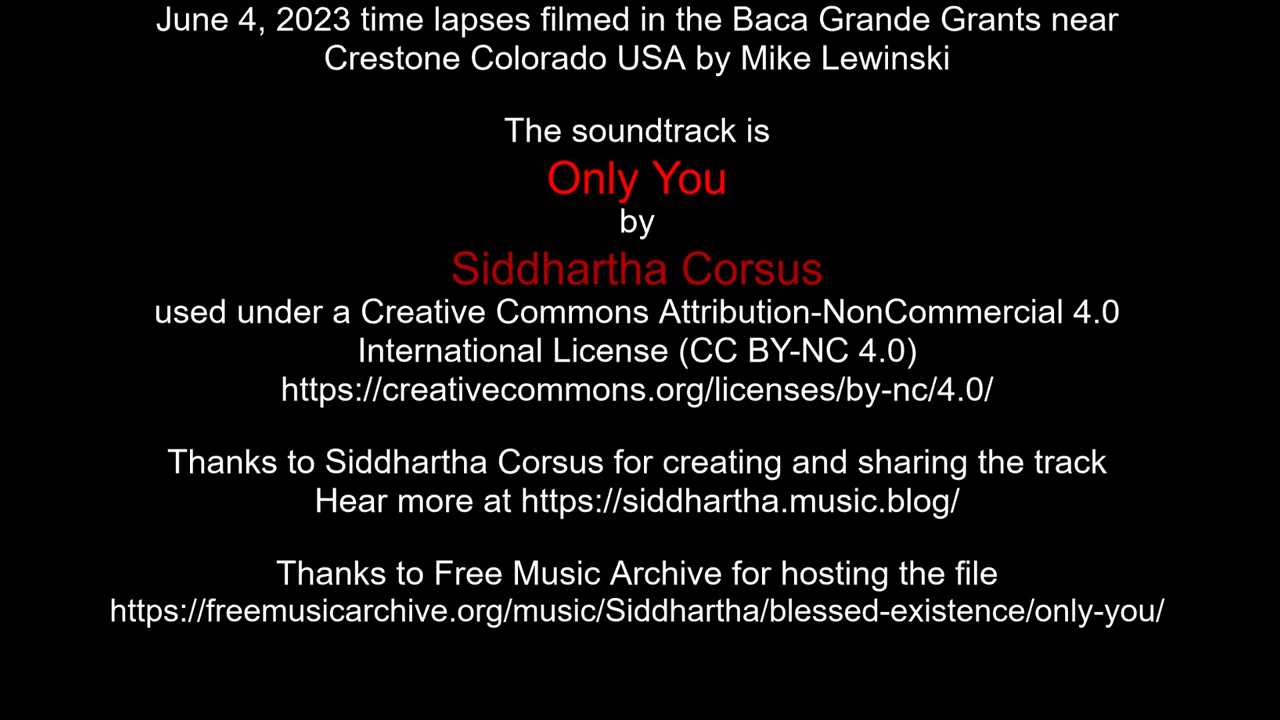 June 4, 2023 time lapses filmed in the Baca Grande Grants near
Crestone Colorado USA by Mike Lewinski
The soundtrack is
Only You
by
Siddhartha Corsus
used under a Creative Commons Attribution-NonCommercial 4.0
International License (CC BY-NC 4.0)
https://creativecommons.org/licenses/by-nc/4.0/
Thanks to Siddhartha Corsus for creating and sharing the track
Hear more at https://siddhartha.music.blog/
Thanks to Free Music Archive for hosting the file
https://freemusicarchive.org/music/Siddhartha/blessed-existence/only-you/